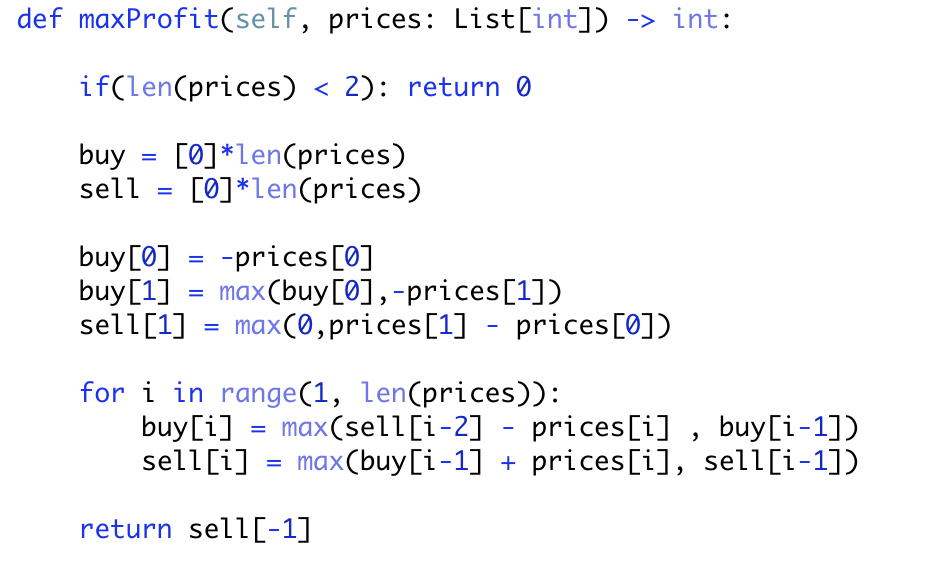 def maxProfit(self, prices: List[int]) -> int:
if(len(prices) < 2): return 0
buy = [0]*len(prices)
sell = [0]*len(prices)
buy[0] = -prices[0]
buy[1] = max(buy[0],-prices[1])
sell[1] = max(0,prices[1] - prices[0])
for i in range(1, len(prices)):
buy[i] = max(sell[i-2] - prices[i] , buy[i-1])
sell[i] = max(buy[i-1] + prices[i], sell[i-1])
return sell[-1]